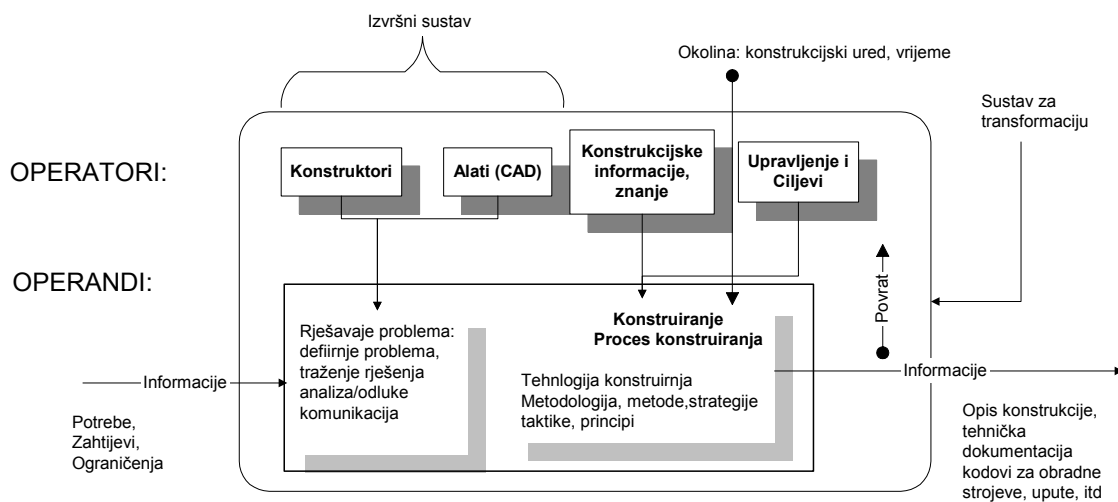 Izvršni sustav
Okolina: konstrukcijski ured, vrijeme
Sustav za
transformaciju
OPERATORI:
Konstruktori
Alati (CAD)
Konstrukcijske
informacije,
znanje
Upravljenje i
Ciljevi
OPERANDI:
Povrat
Rješavaje problema:
defiirnje problema,
traženje rješenja
analiza/odluke
komunikacija
Konstruiranje
Proces konstruiranja
Tehnlogija konstruirnja
Metodologija, metode,strategije
taktike, principi
Informacije
Potrebe,
Zahtijevi,
Ograničenja
Informacije
Opis konstrukcije,
tehnička
dokumentacija
kodovi za obradne
strojeve, upute, itd